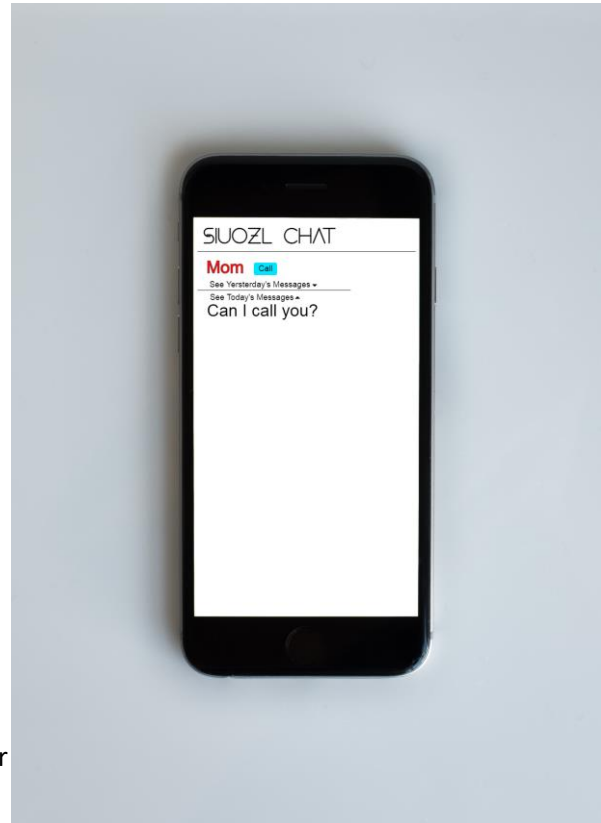 SIUOZL CHAT
Mom Call
See Yersterday's Messages
See Today's Messages
Can I call you?
r